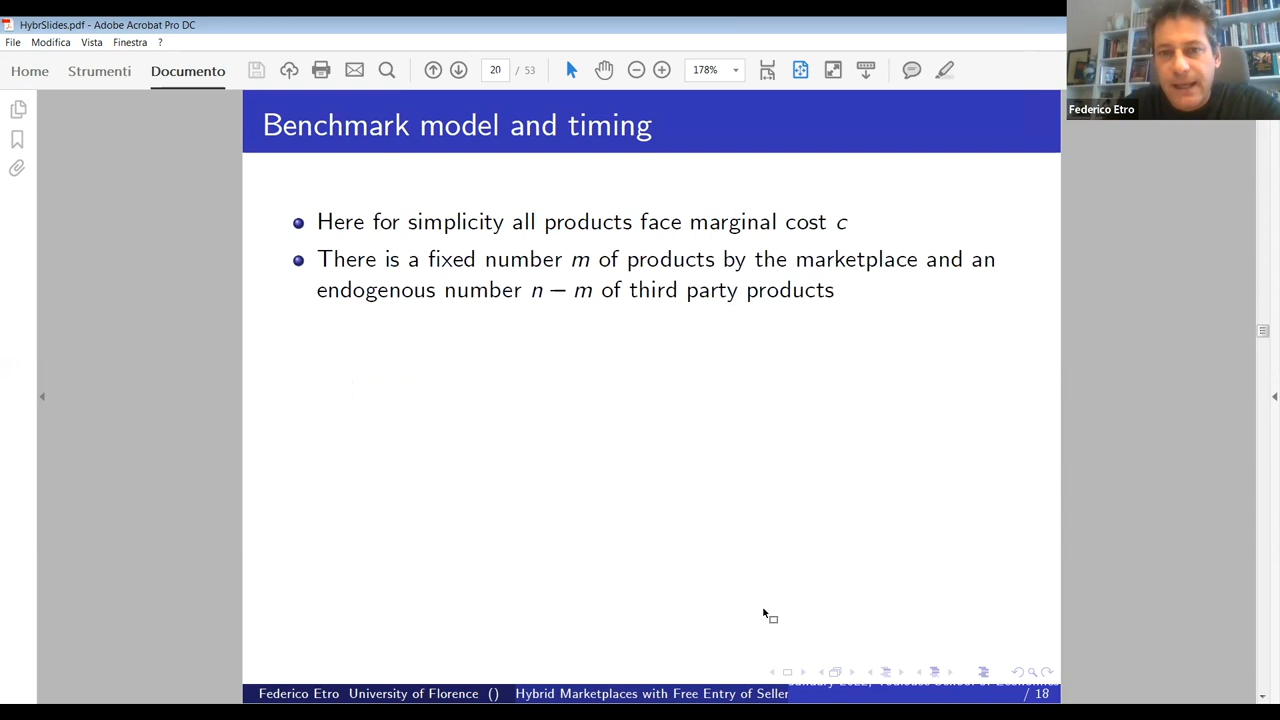 HybrSlides.pdf - Adobe Acrobat Pro DC
File Modifica Vista Finestra ?
Home Strumenti Documento 20 / 53 178%
Federico Etro
Benchmark model and timing
Here for simplicity all products face marginal cost c
There is a fixed number m of products by the marketplace and an
endogenous number n − m of third party products
Federico Etro University of Florence () Hybrid Marketplaces with Free Entry of Seller
/ 18